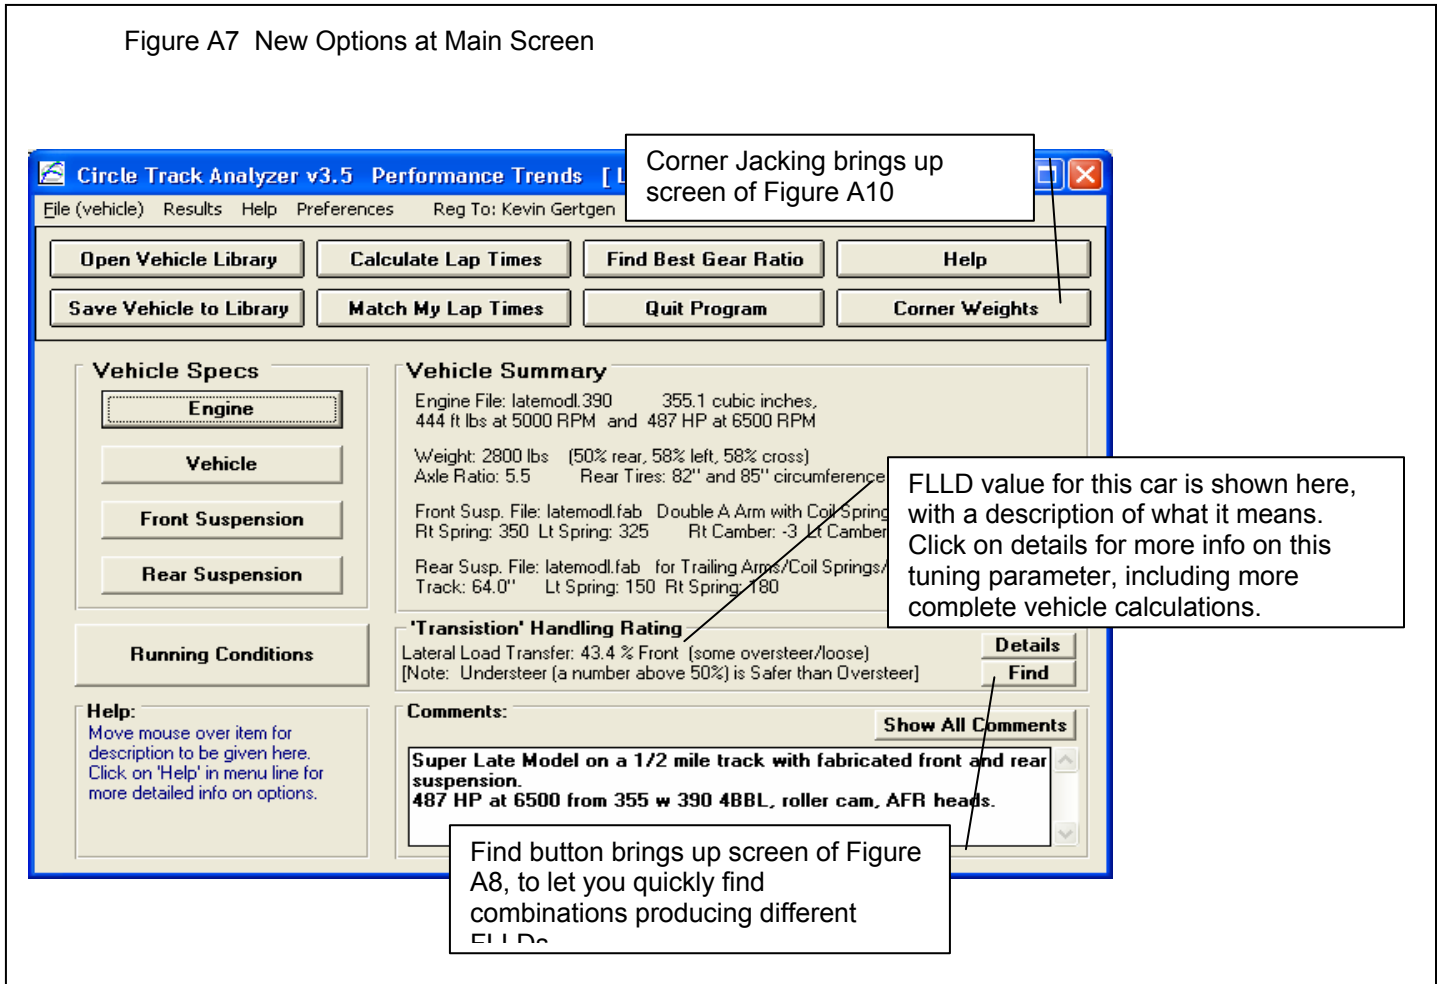 Figure A7  New Options at Main Screen
Corner Jacking brings up
screen of Figure A10
Circle Track Analyzer v3.5   Performance Trends   [ L
File (vehicle)   Results   Help   Preferences   Reg To: Kevin Gertgen
Open Vehicle Library   Calculate Lap Times   Find Best Gear Ratio   Help
Save Vehicle to Library   Match My Lap Times   Quit Program   Corner Weights
Vehicle Specs
Engine
Vehicle
Front Suspension
Rear Suspension
Running Conditions
Vehicle Summary
Engine File: latemodl.390   355.1 cubic inches,
444 ft lbs at 5000 RPM  and  487 HP at 6500 RPM
Weight: 2800 lbs   (50% rear, 58% left, 58% cross)
Axle Ratio: 5.5   Rear Tires: 82'' and 85'' circumference
Front Susp. File: latemodl.fab   Double A Arm with Coil Spring
Rt Spring: 350  Lt Spring: 325   Rt Camber: -3  Lt Camber
Rear Susp. File: latemodl.fab   for Trailing Arms/Coil Springs/
Track: 64.0''   Lt Spring: 150  Rt Spring: 180
FLLD value for this car is shown here,
with a description of what it means.
Click on details for more info on this
tuning parameter, including more
complete vehicle calculations.
'Transistion' Handling Rating
Lateral Load Transfer: 43.4 % Front  (some oversteer/loose)
[Note:  Understeer (a number above 50%) is Safer than Oversteer]
Details
Find
Help:
Move mouse over item for
description to be given here.
Click on 'Help' in menu line for
more detailed info on options.
Comments:
Show All Comments
Super Late Model on a 1/2 mile track with fabricated front and rear
suspension.
487 HP at 6500 from 355 w 390 4BBL, roller cam, AFR heads.
Find button brings up screen of Figure
A8, to let you quickly find
combinations producing different
FLLDs